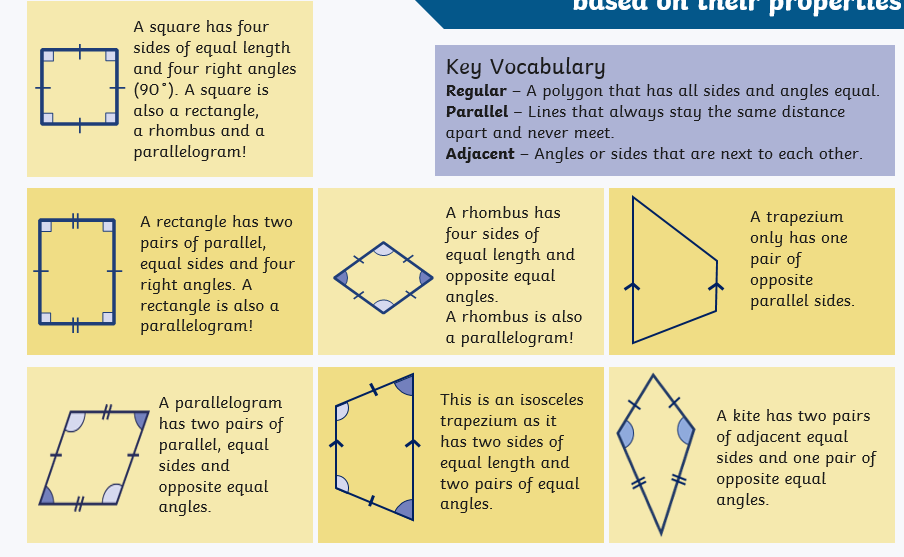 based on their properties
A square has four
sides of equal length
and four right angles
(90°). A square is
also a rectangle,
a rhombus and a
parallelogram!
Key Vocabulary
Regular – A polygon that has all sides and angles equal.
Parallel – Lines that always stay the same distance
apart and never meet.
Adjacent – Angles or sides that are next to each other.
A rectangle has two
pairs of parallel,
equal sides and four
right angles. A
rectangle is also a
parallelogram!
A rhombus has
four sides of
equal length and
opposite equal
angles.
A rhombus is also
a parallelogram!
A trapezium
only has one
pair of
opposite
parallel sides.
A parallelogram
has two pairs of
parallel, equal
sides and
opposite equal
angles.
This is an isosceles
trapezium as it
has two sides of
equal length and
two pairs of equal
angles.
A kite has two pairs
of adjacent equal
sides and one pair of
opposite equal
angles.